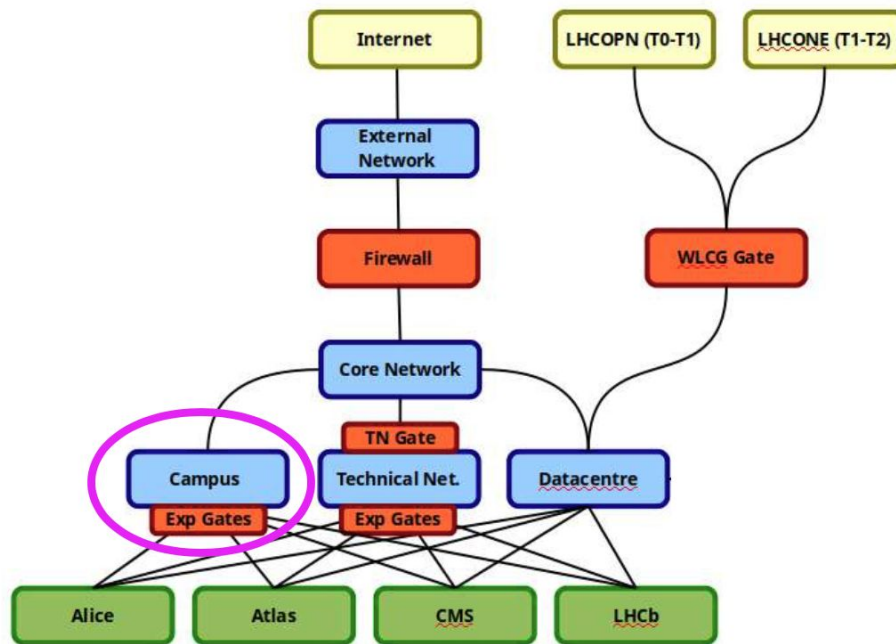 Internet
LHCOPN (T0-T1)
LHCONE (T1-T2)
External
Network
Firewall
WLCG Gate
Core Network
TN Gate
Campus
Technical Net.
Datacentre
Exp Gates
Exp Gates
Alice
Atlas
CMS
LHCb